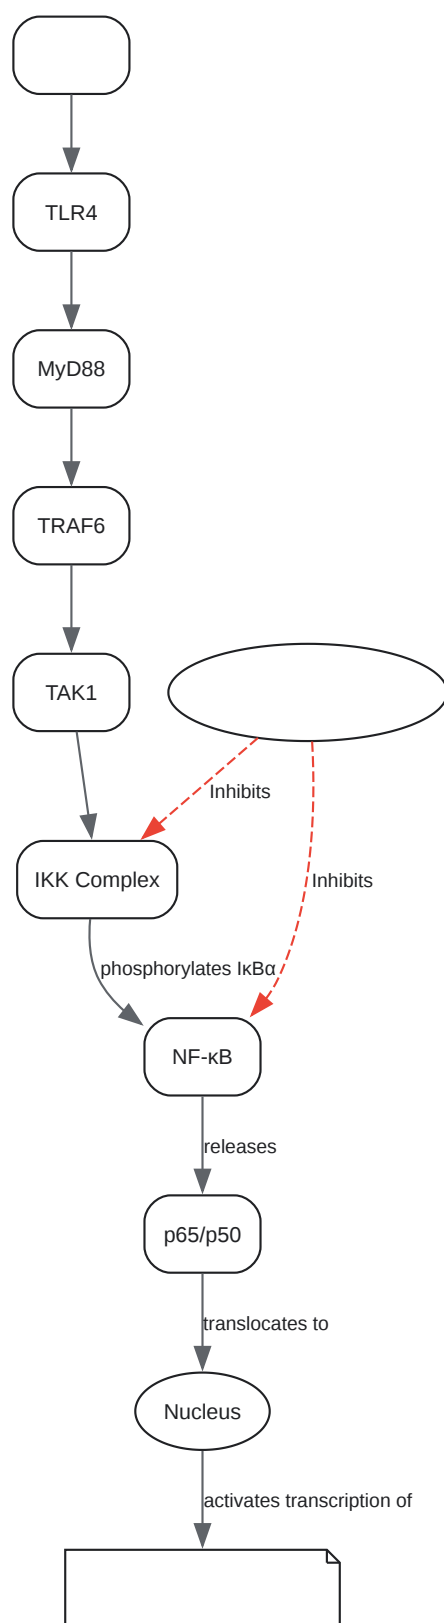 TLR4
MyD88
TRAF6
TAK1
Inhibits
IKK Complex
Inhibits
phosphorylates IκBα
NF-κB
releases
p65/p50
translocates to
Nucleus
activates transcription of